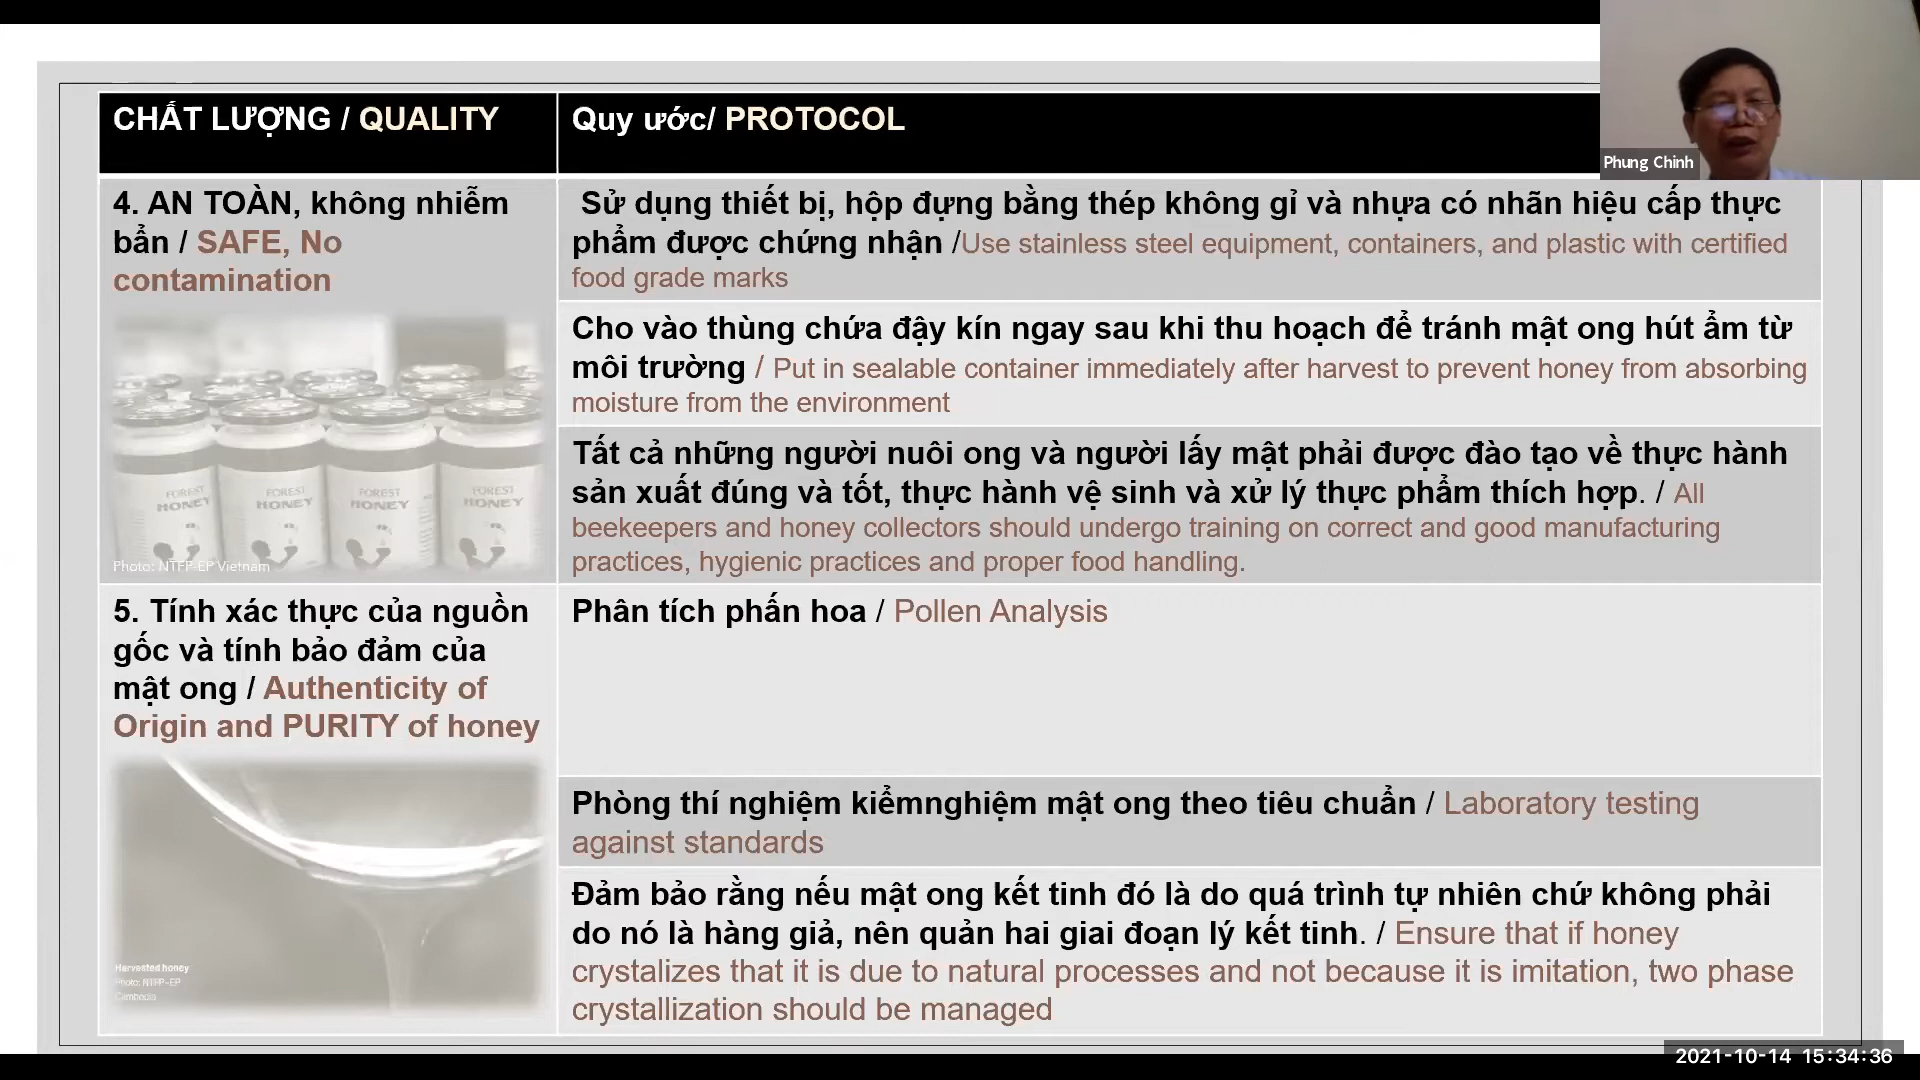 CHẤT LƯỢNG / QUALITY
Quy ước/ PROTOCOL
Phung Chinh
4. AN TOÀN, không nhiễm
bẩn / SAFE, No
contamination
FOREST HONEY
FOREST HONEY
FOREST HONEY
FOREST HONEY
Photo: NTFP-EP Vietnam
Sử dụng thiết bị, hộp đựng bằng thép không gỉ và nhựa có nhãn hiệu cấp thực
phẩm được chứng nhận /Use stainless steel equipment, containers, and plastic with certified
food grade marks
Cho vào thùng chứa đậy kín ngay sau khi thu hoạch để tránh mật ong hút ẩm từ
môi trường / Put in sealable container immediately after harvest to prevent honey from absorbing
moisture from the environment
Tất cả những người nuôi ong và người lấy mật phải được đào tạo về thực hành
sản xuất đúng và tốt, thực hành vệ sinh và xử lý thực phẩm thích hợp. / All
beekeepers and honey collectors should undergo training on correct and good manufacturing
practices, hygienic practices and proper food handling.
5. Tính xác thực của nguồn
gốc và tính bảo đảm của
mật ong / Authenticity of
Origin and PURITY of honey
Harvested honey
Photo: NTFP-EP
Cambodia
Phân tích phấn hoa / Pollen Analysis
Phòng thí nghiệm kiểmnghiệm mật ong theo tiêu chuẩn / Laboratory testing
against standards
Đảm bảo rằng nếu mật ong kết tinh đó là do quá trình tự nhiên chứ không phải
do nó là hàng giả, nên quản hai giai đoạn lý kết tinh. / Ensure that if honey
crystalizes that it is due to natural processes and not because it is imitation, two phase
crystallization should be managed
2021-10-14 15:34:36